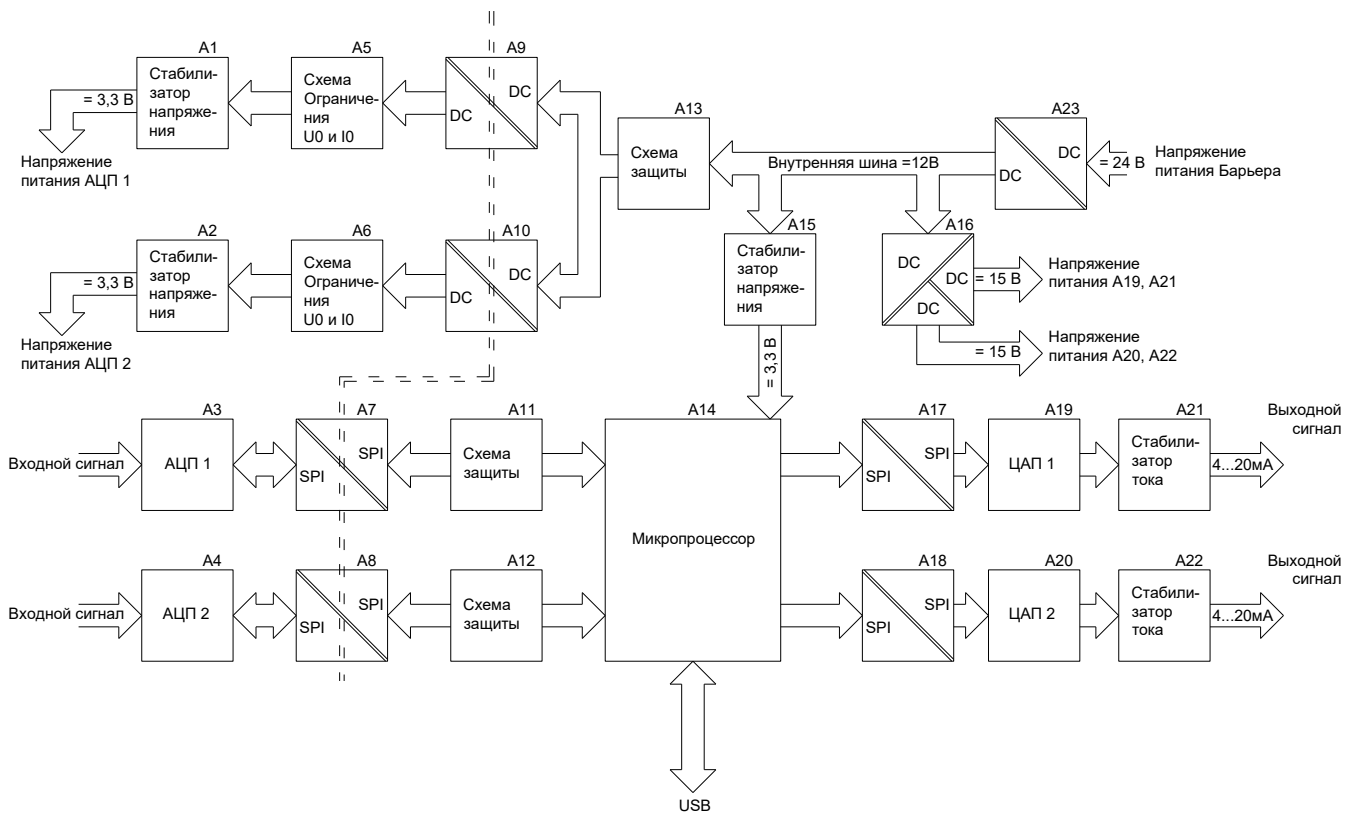 A1
Стабили-
затор
напряже-
ния
= 3,3 В
Напряжение
питания АЦП 1
A5
Схема
Ограниче-
ния
U0 и I0
A9
DC
DC
A13
Схема
защиты
Внутренняя шина =12В
A23
DC
DC
= 24 В
Напряжение
питания Барьера
A2
Стабили-
затор
напряже-
ния
= 3,3 В
Напряжение
питания АЦП 2
A6
Схема
Ограниче-
ния
U0 и I0
A10
DC
DC
A15
Стабили-
затор
напряже-
ния
= 3,3 В
A16
DC
DC
DC
= 15 В
Напряжение
питания А19, А21
= 15 В
Напряжение
питания А20, А22
Входной сигнал
A3
АЦП 1
A7
SPI
SPI
A11
Схема
защиты
A14
Микропроцессор
A17
SPI
SPI
A19
ЦАП 1
A21
Стабили-
затор
тока
4...20мА
Выходной
сигнал
Входной сигнал
A4
АЦП 2
A8
SPI
SPI
A12
Схема
защиты
A18
SPI
SPI
A20
ЦАП 2
A22
Стабили-
затор
тока
4...20мА
Выходной
сигнал
USB